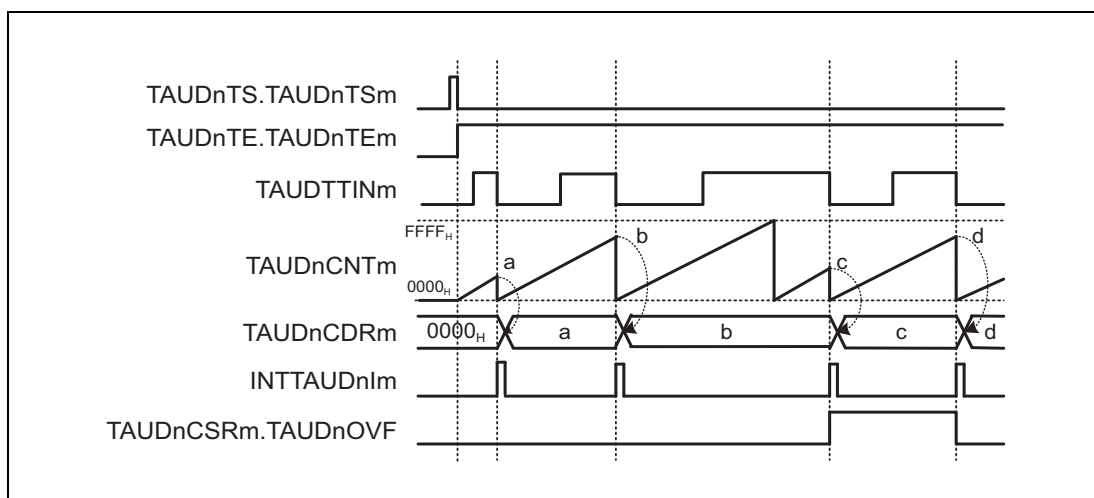 TAUDnTS.TAUDnTSm
TAUDnTE.TAUDnTEm
TAUDTTINm
FFFFH
TAUDnCNTm
0000H
a
b
c
d
TAUDnCDRm
0000H
a
b
c
d
INTTAUDnIm
TAUDnCSRm.TAUDnOVF